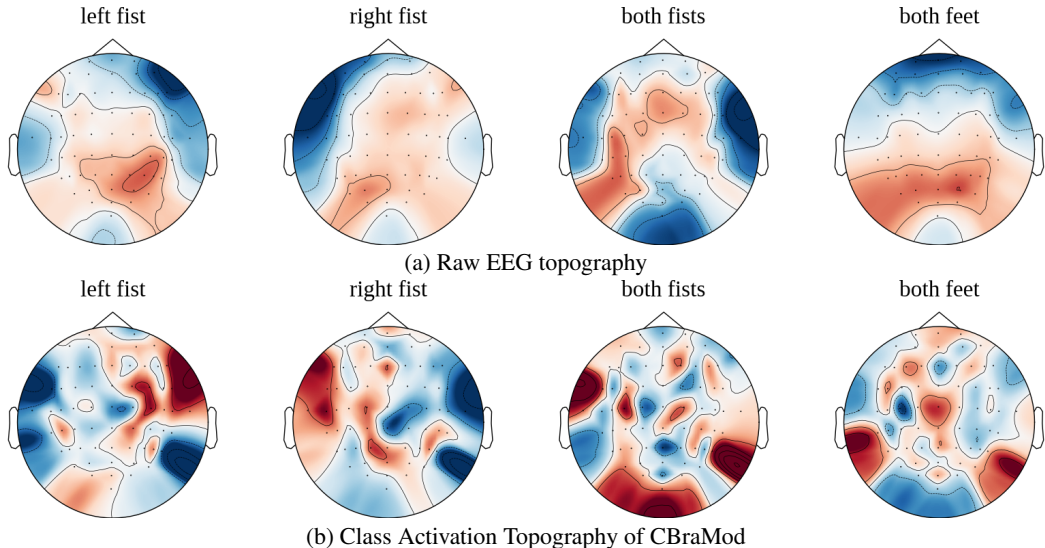 left fist right fist both fists both feet
(a) Raw EEG topography
left fist right fist both fists both feet
(b) Class Activation Topography of CBraMod